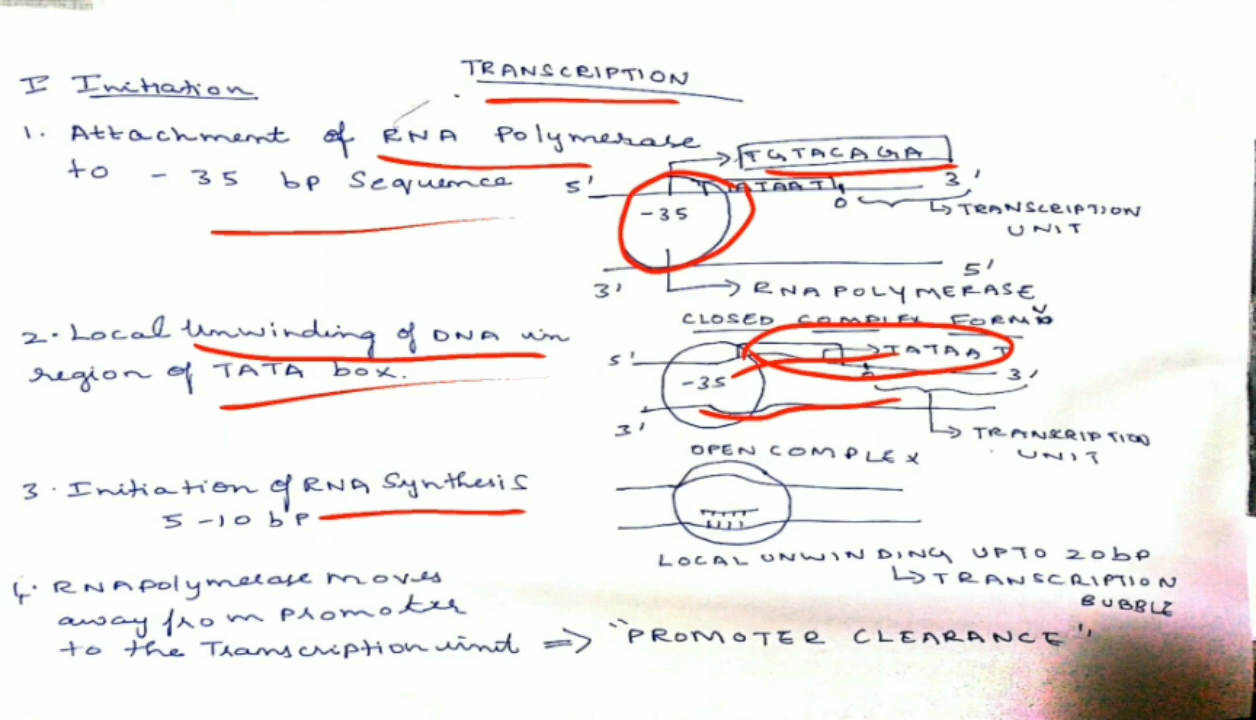 TRANSCRIPTION
I Initiation
1. Attachment of RNA Polymerase
to -35 bp Sequence
TGTACAGA
5' TATAAT 3'
-35
0
TRANSCRIPTION
UNIT
3' 5'
RNA POLYMERASE
CLOSED COMPLEX FORM
2. Local Unwinding of DNA in
region of TATA box.
5' TATAAT
-35 3'
3'
TRANSCRIPTION
UNIT
OPEN COMPLEX
3. Initiation of RNA Synthesis
5-10 bp
LOCAL UNWINDING UPTO 20bp
TRANSCRIPTION
BUBBLE
4. RNA Polymerase moves
away from Promoter
to the Transcription unit => "PROMOTER CLEARANCE"